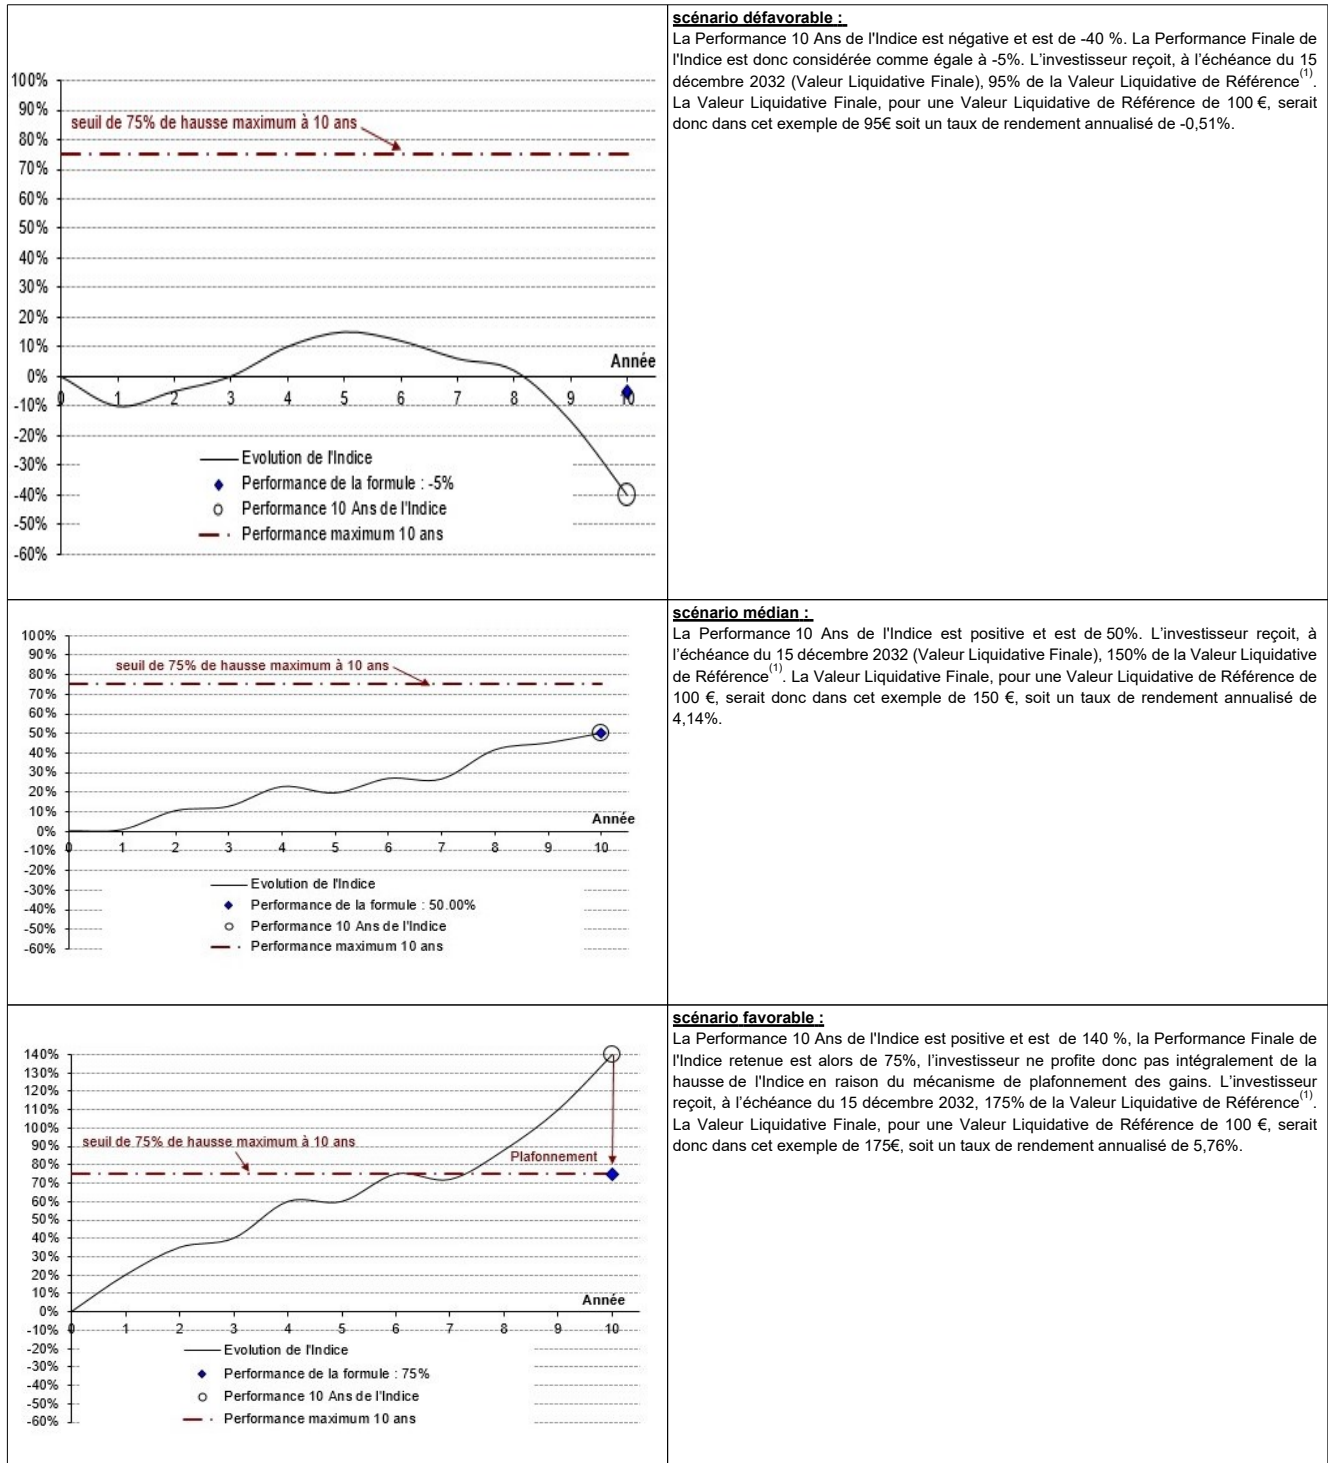 100%
90%
seuil de 75% de hausse maximum à 10 ans
80%
70%
60%
50%
40%
30%
20%
10%
Année
0%
0 1 2 3 4 5 6 7 8 9 10
-10%
-20%
-30%
-40%
-50%
-60%
Evolution de l'Indice
Performance de la formule : -5%
Performance 10 Ans de l'Indice
Performance maximum 10 ans
scénario défavorable :
La Performance 10 Ans de l'Indice est négative et est de -40 %. La Performance Finale de
l'Indice est donc considérée comme égale à -5%. L'investisseur reçoit, à l'échéance du 15
décembre 2032 (Valeur Liquidative Finale), 95% de la Valeur Liquidative de Référence(1).
La Valeur Liquidative Finale, pour une Valeur Liquidative de Référence de 100 €, serait
donc dans cet exemple de 95€ soit un taux de rendement annualisé de -0,51%.
100%
90%
seuil de 75% de hausse maximum à 10 ans
80%
70%
60%
50%
40%
30%
20%
10%
Année
0%
0 1 2 3 4 5 6 7 8 9 10
-10%
-20%
-30%
-40%
-50%
-60%
Evolution de l'Indice
Performance de la formule : 50.00%
Performance 10 Ans de l'Indice
Performance maximum 10 ans
scénario médian :
La Performance 10 Ans de l'Indice est positive et est de 50%. L'investisseur reçoit, à
l'échéance du 15 décembre 2032 (Valeur Liquidative Finale), 150% de la Valeur Liquidative
de Référence(1). La Valeur Liquidative Finale, pour une Valeur Liquidative de Référence de
100 €, serait donc dans cet exemple de 150 €, soit un taux de rendement annualisé de
4,14%.
140%
130%
120%
110%
100%
90%
seuil de 75% de hausse maximum à 10 ans
Plafonnement
80%
70%
60%
50%
40%
30%
20%
10%
Année
0%
0 1 2 3 4 5 6 7 8 9 10
-10%
-20%
-30%
-40%
-50%
-60%
Evolution de l'Indice
Performance de la formule : 75%
Performance 10 Ans de l'Indice
Performance maximum 10 ans
scénario favorable :
La Performance 10 Ans de l'Indice est positive et est de 140 %, la Performance Finale de
l'Indice retenue est alors de 75%, l'investisseur ne profite donc pas intégralement de la
hausse de l'Indice en raison du mécanisme de plafonnement des gains. L'investisseur
reçoit, à l'échéance du 15 décembre 2032, 175% de la Valeur Liquidative de Référence(1).
La Valeur Liquidative Finale, pour une Valeur Liquidative de Référence de 100 €, serait
donc dans cet exemple de 175€, soit un taux de rendement annualisé de 5,76%.